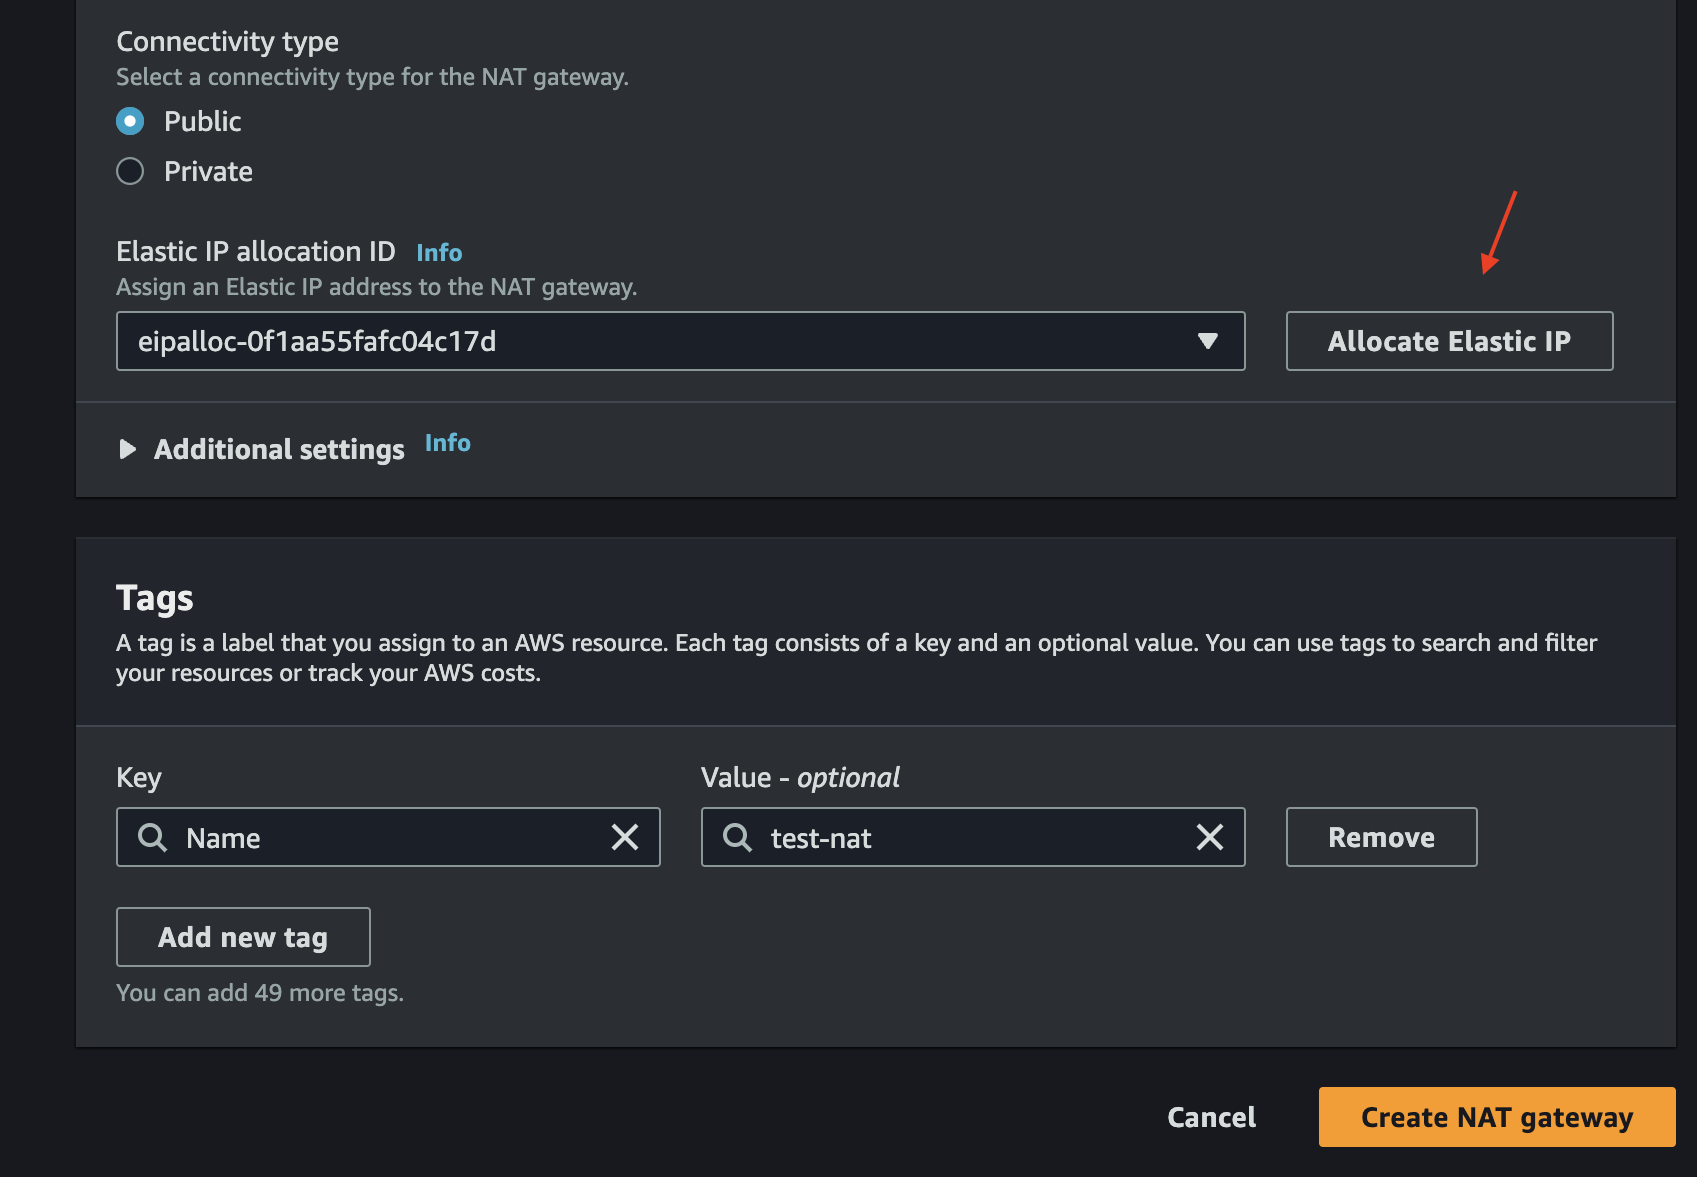 Connectivity type
Select a connectivity type for the NAT gateway.
Public
Private
Elastic IP allocation ID Info
Assign an Elastic IP address to the NAT gateway.
eipalloc-0f1aa55fafc04c17d
Allocate Elastic IP
Additional settings Info
Tags
A tag is a label that you assign to an AWS resource. Each tag consists of a key and an optional value. You can use tags to search and filter
your resources or track your AWS costs.
Key
Value - optional
Name
test-nat
Remove
Add new tag
You can add 49 more tags.
Cancel
Create NAT gateway